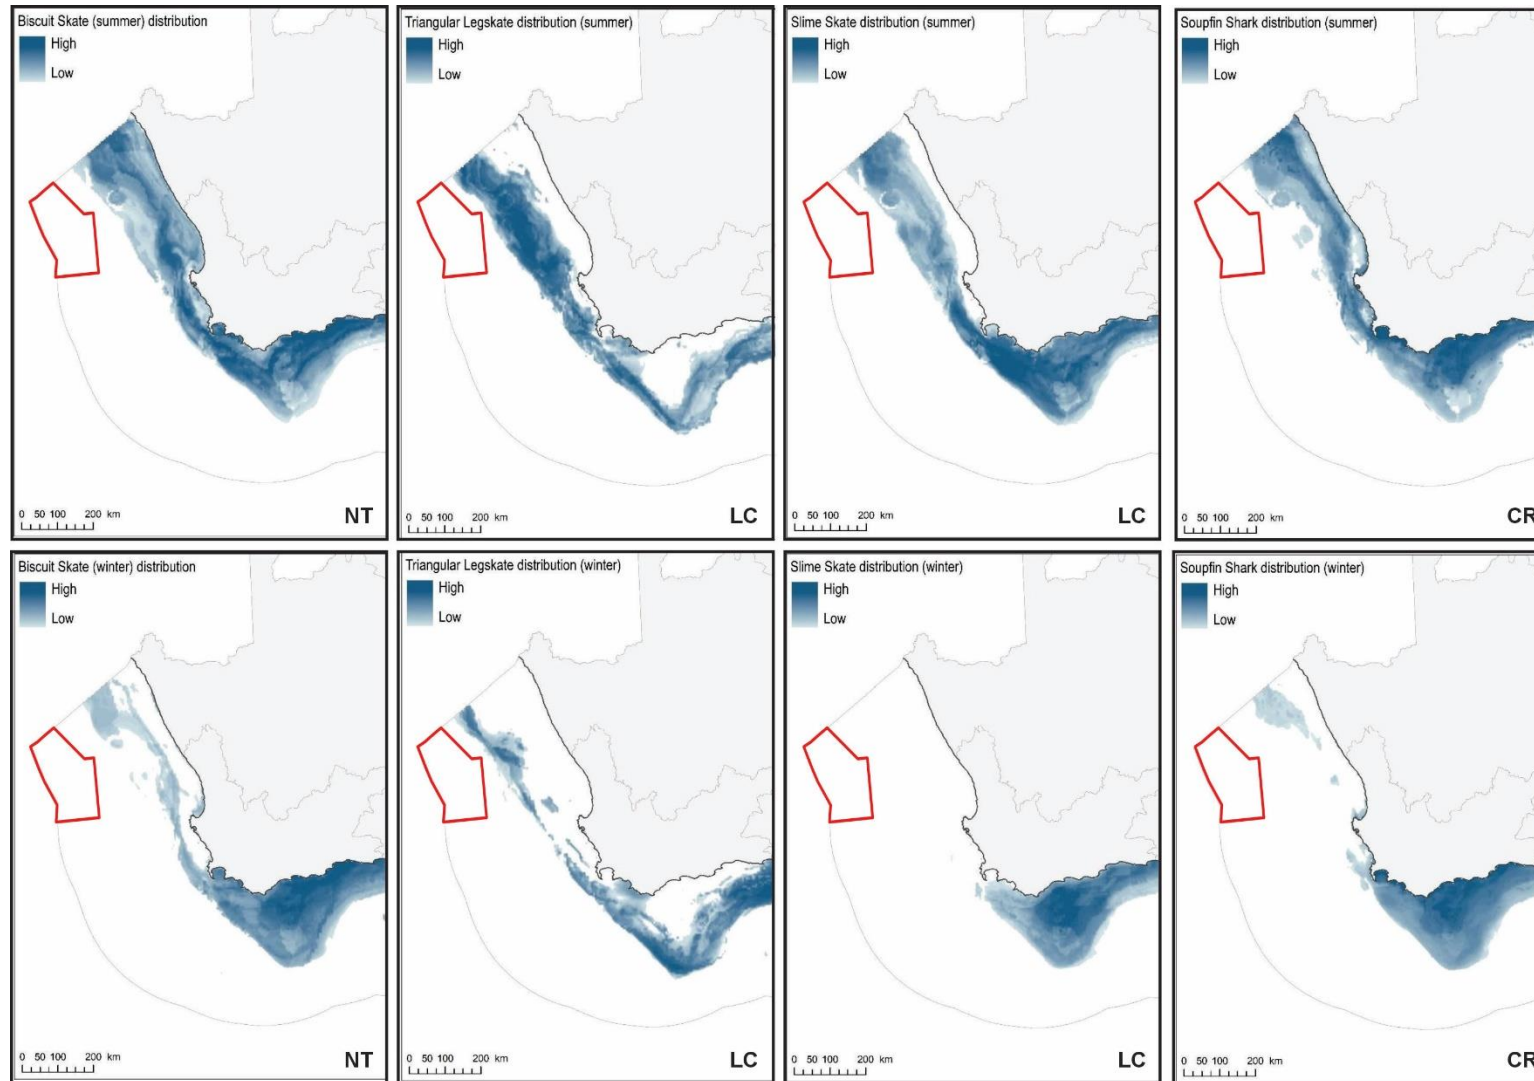 Biscuit Skate (summer) distribution
High
Low
0 50 100 200 km
NT
Triangular Legskate distribution (summer)
High
Low
0 50 100 200 km
LC
Slime Skate distribution (summer)
High
Low
0 50 100 200 km
LC
Soupfin Shark distribution (summer)
High
Low
0 50 100 200 km
CR
Biscuit Skate (winter) distribution
High
Low
0 50 100 200 km
NT
Triangular Legskate distribution (winter)
High
Low
0 50 100 200 km
LC
Slime Skate distribution (winter)
High
Low
0 50 100 200 km
LC
Soupfin Shark distribution (winter)
High
Low
0 50 100 200 km
CR